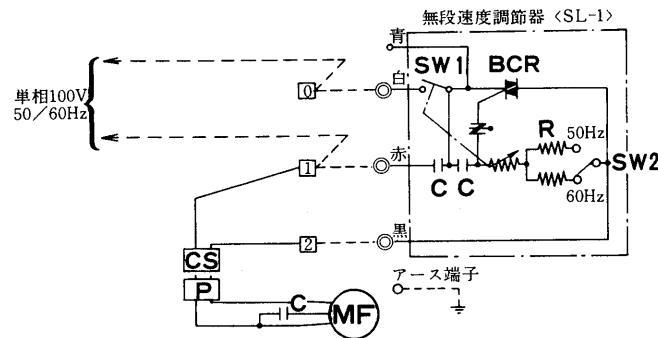 無段速度調節器〈SL-1〉
青
SW1
BCR
白
0
単相100V
50/60Hz
R
50Hz
赤
1
C
C
SW2
60Hz
黒
2
CS
アース端子
P
C
MF